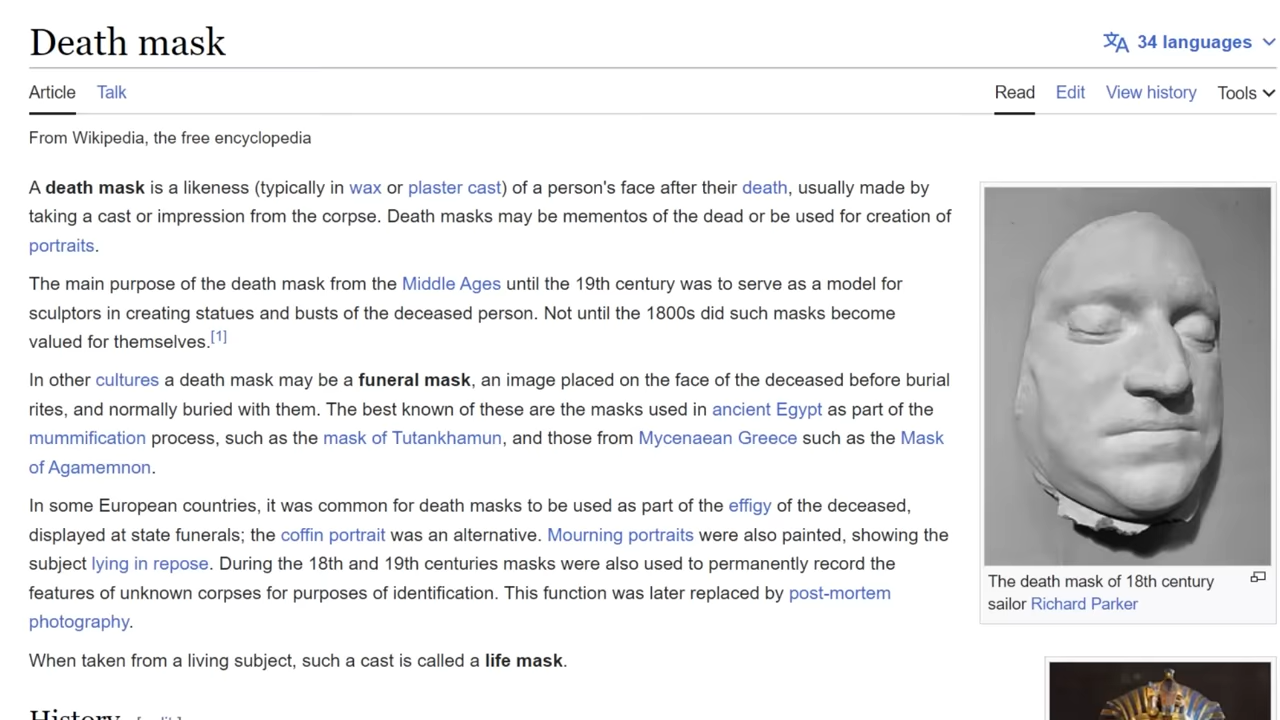 Death mask
34 languages
Article Talk
Read Edit View history Tools
From Wikipedia, the free encyclopedia
A death mask is a likeness (typically in wax or plaster cast) of a person's face after their death, usually made by
taking a cast or impression from the corpse. Death masks may be mementos of the dead or be used for creation of
portraits.
The main purpose of the death mask from the Middle Ages until the 19th century was to serve as a model for
sculptors in creating statues and busts of the deceased person. Not until the 1800s did such masks become
valued for themselves.[1]
In other cultures a death mask may be a funeral mask, an image placed on the face of the deceased before burial
rites, and normally buried with them. The best known of these are the masks used in ancient Egypt as part of the
mummification process, such as the mask of Tutankhamun, and those from Mycenaean Greece such as the Mask
of Agamemnon.
In some European countries, it was common for death masks to be used as part of the effigy of the deceased,
displayed at state funerals; the coffin portrait was an alternative. Mourning portraits were also painted, showing the
subject lying in repose. During the 18th and 19th centuries masks were also used to permanently record the
features of unknown corpses for purposes of identification. This function was later replaced by post-mortem
photography.
When taken from a living subject, such a cast is called a life mask.
The death mask of 18th century
sailor Richard Parker
History [edit]